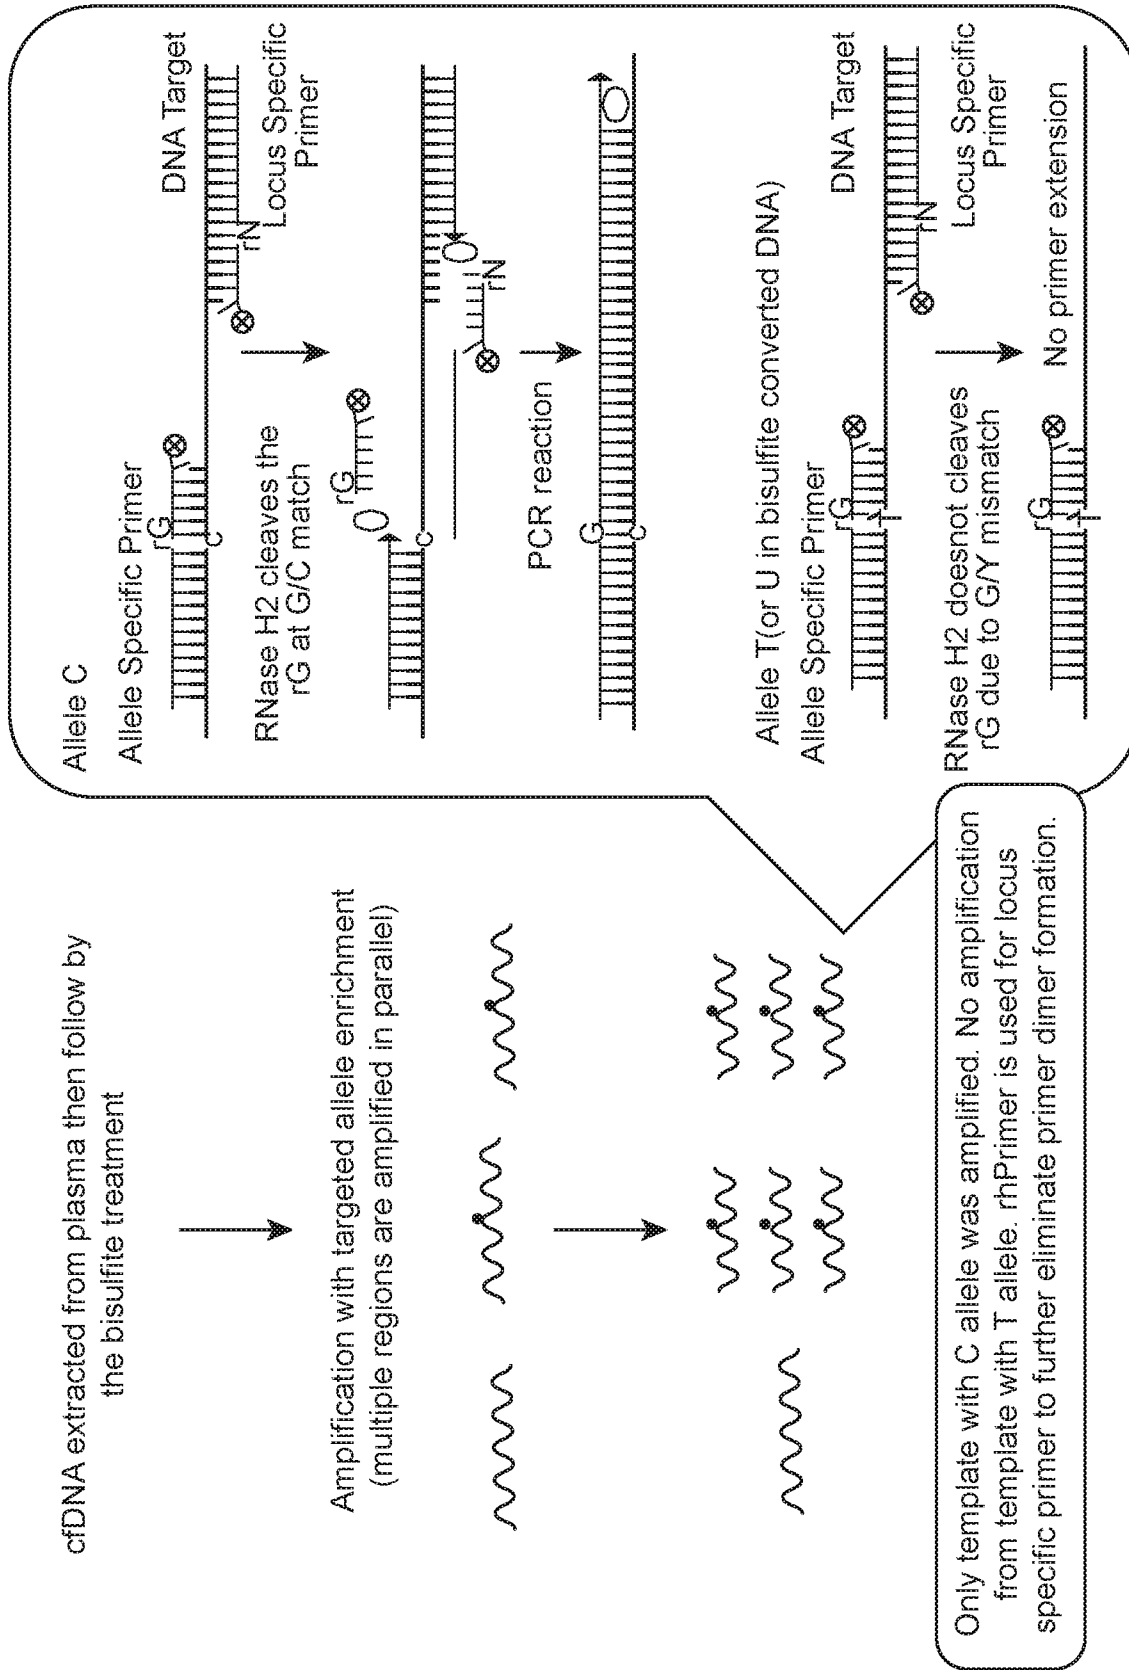 cfDNA extracted from plasma then follow by
the bisulfite treatment
Amplification with targeted allele enrichment
(multiple regions are amplified in parallel)
Only template with C allele was amplified. No amplification
from template with T allele. rhPrimer is used for locus
specific primer to further eliminate primer dimer formation.
Allele C
Allele Specific Primer
rG
C
DNA Target
rN
Locus Specific
Primer
RNase H2 cleaves the
rG at G/C match
rG
C
rN
PCR reaction
G
C
Allele T(or U in bisulfite converted DNA)
Allele Specific Primer
rG
T
DNA Target
rN
Locus Specific
Primer
RNase H2 doesnot cleaves
rG due to G/Y mismatch
rG
T
No primer extension